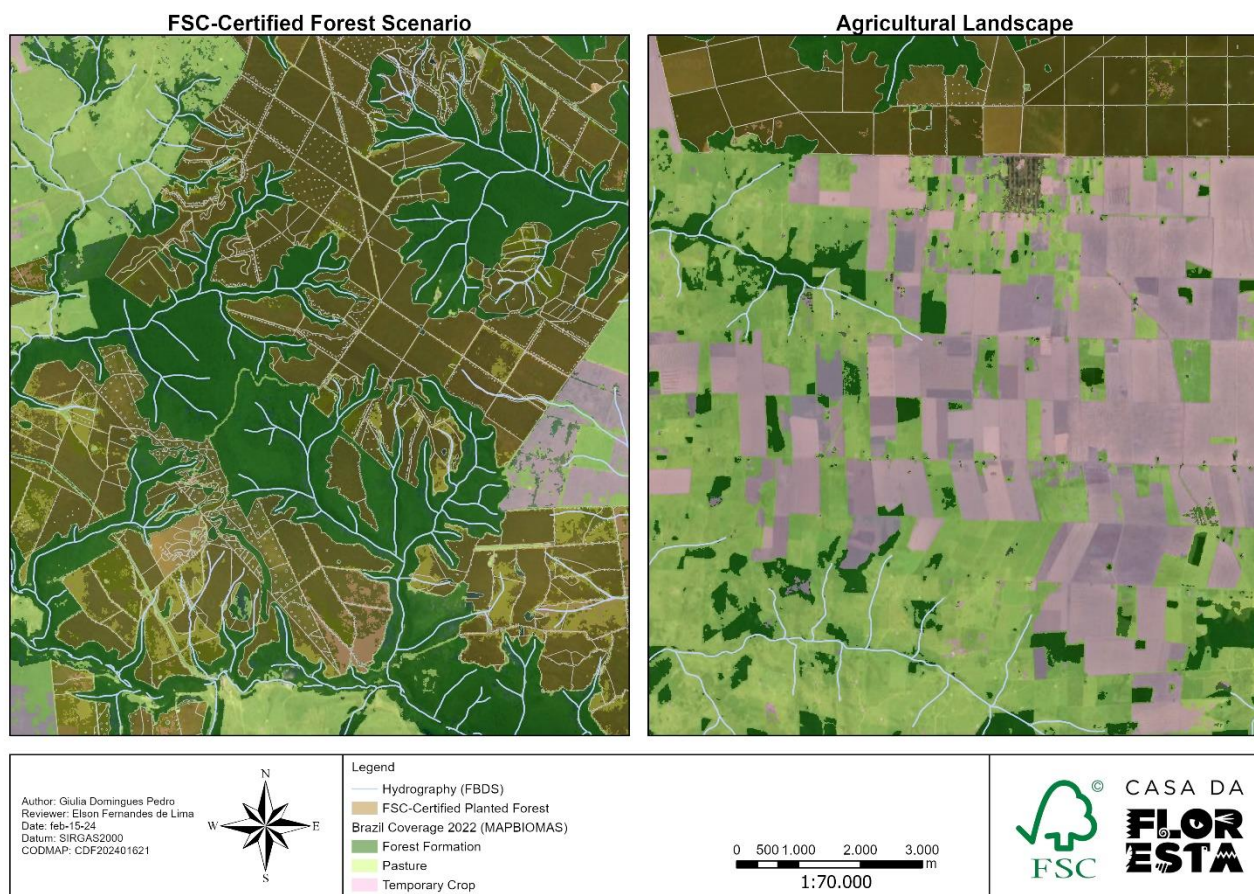 FSC-Certified Forest Scenario
Agricultural Landscape
Author: Giulia Domingues Pedro
Reviewer: Elson Fernandes de Lima
Date: feb-15-24
Datum: SIRGAS2000
CODMAP: CDF202401621
N
W E
S
Legend
Hydrography (FBDS)
FSC-Certified Planted Forest
Brazil Coverage 2022 (MAPBIOMAS)
Forest Formation
Pasture
Temporary Crop
0 500 1.000 2.000 3.000
m
1:70.000
©
FSC
CASA DA
FLOR
ESTA